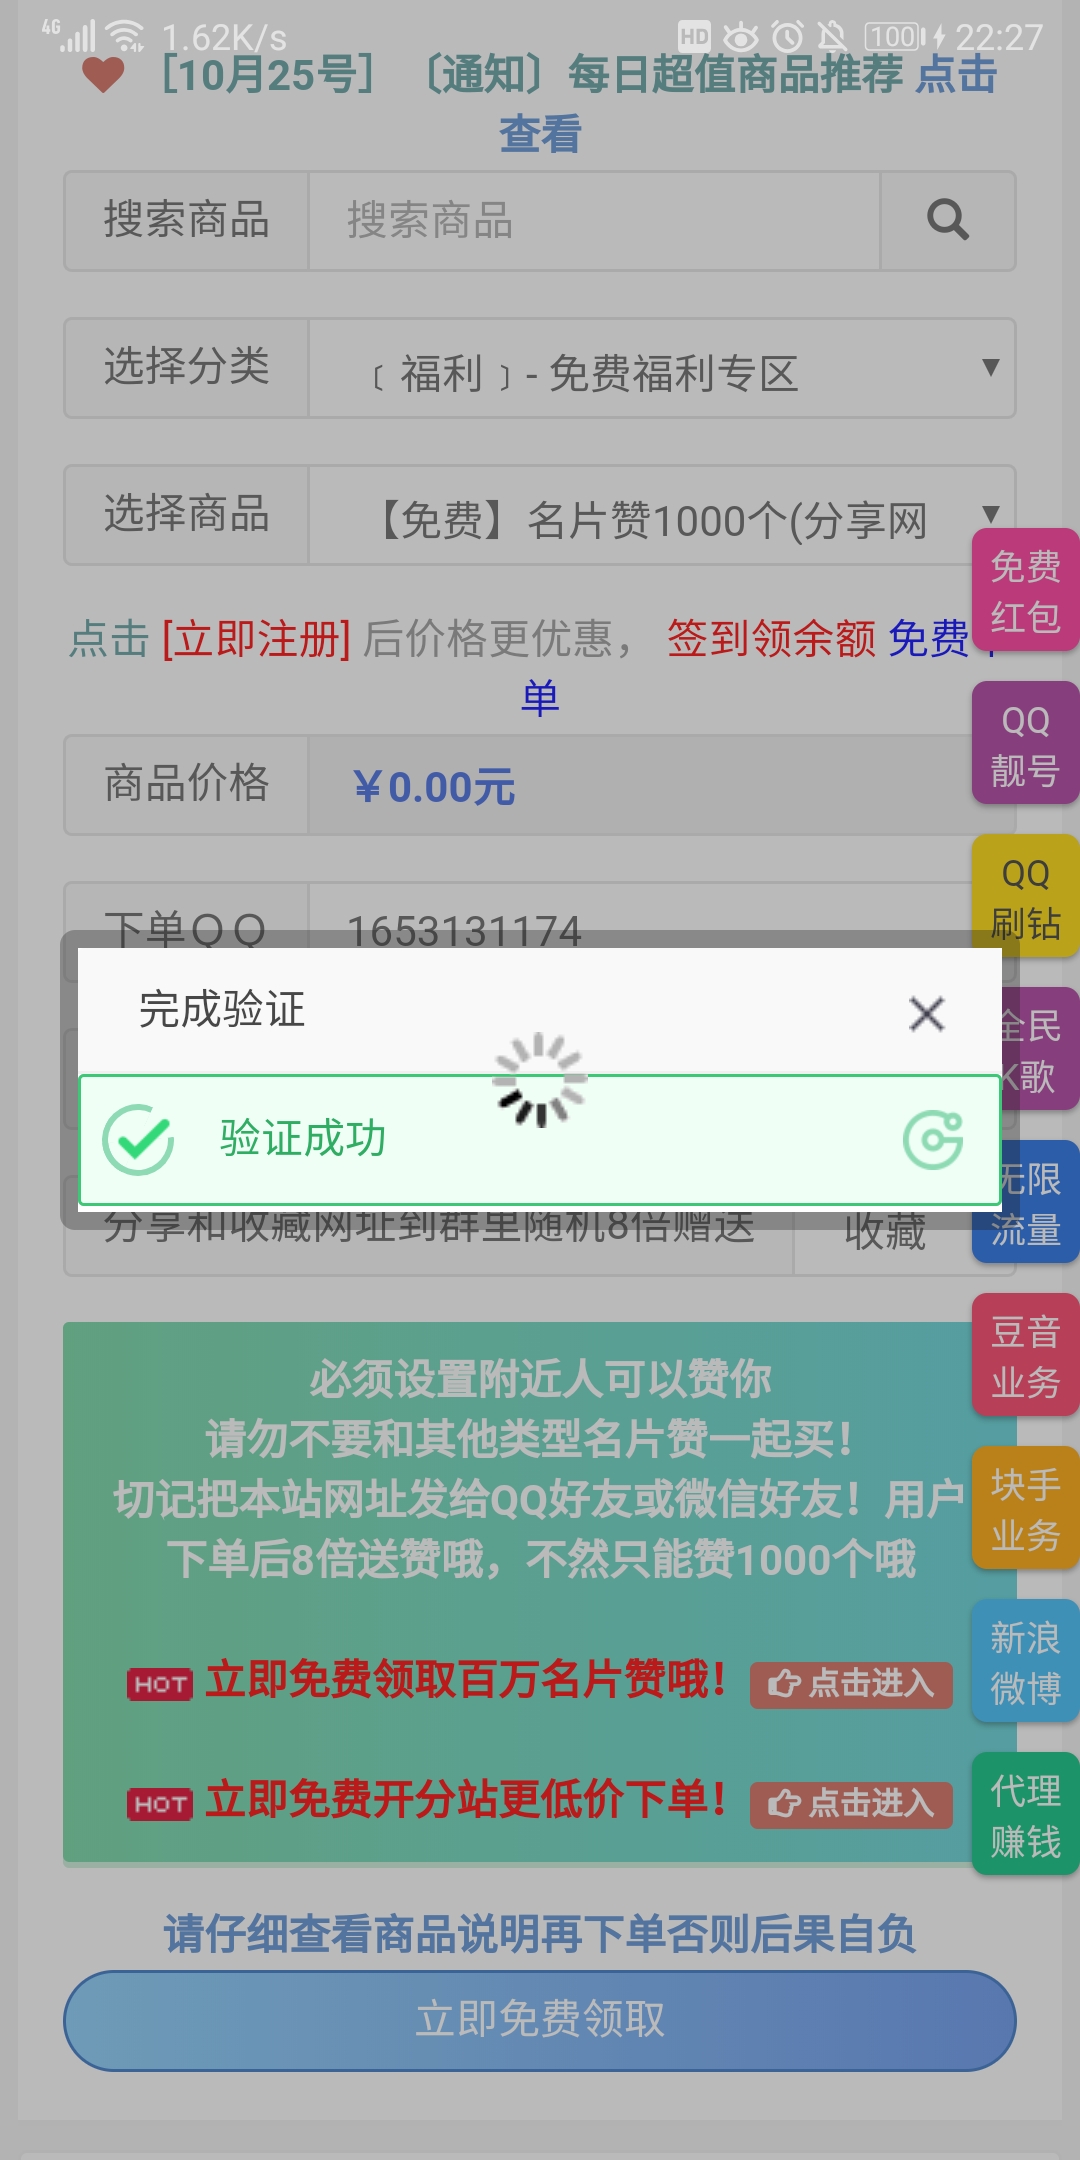 4G 1.62K/s HD 100 22:27
[10月25号] 〔通知〕每日超值商品推荐 点击
查看
搜索商品 搜索商品
选择分类 ﹝福利﹞- 免费福利专区 ▼
选择商品 【免费】名片赞1000个(分享网 ▼
免费
红包
点击 [立即注册] 后价格更优惠， 签到领余额 免费
单
QQ
靓号
商品价格 ￥0.00元
QQ
刷钻
下单ＱＱ 1653131174
完成验证
全民
K歌
验证成功
无限
流量
分享和收藏网址到群里随机8倍赠送 收藏
豆音
业务
必须设置附近人可以赞你
请勿不要和其他类型名片赞一起买！
切记把本站网址发给QQ好友或微信好友！用户
下单后8倍送赞哦，不然只能赞1000个哦
块手
业务
新浪
微博
HOT 立即免费领取百万名片赞哦！ 点击进入
HOT 立即免费开分站更低价下单！ 点击进入
代理
赚钱
请仔细查看商品说明再下单否则后果自负
立即免费领取